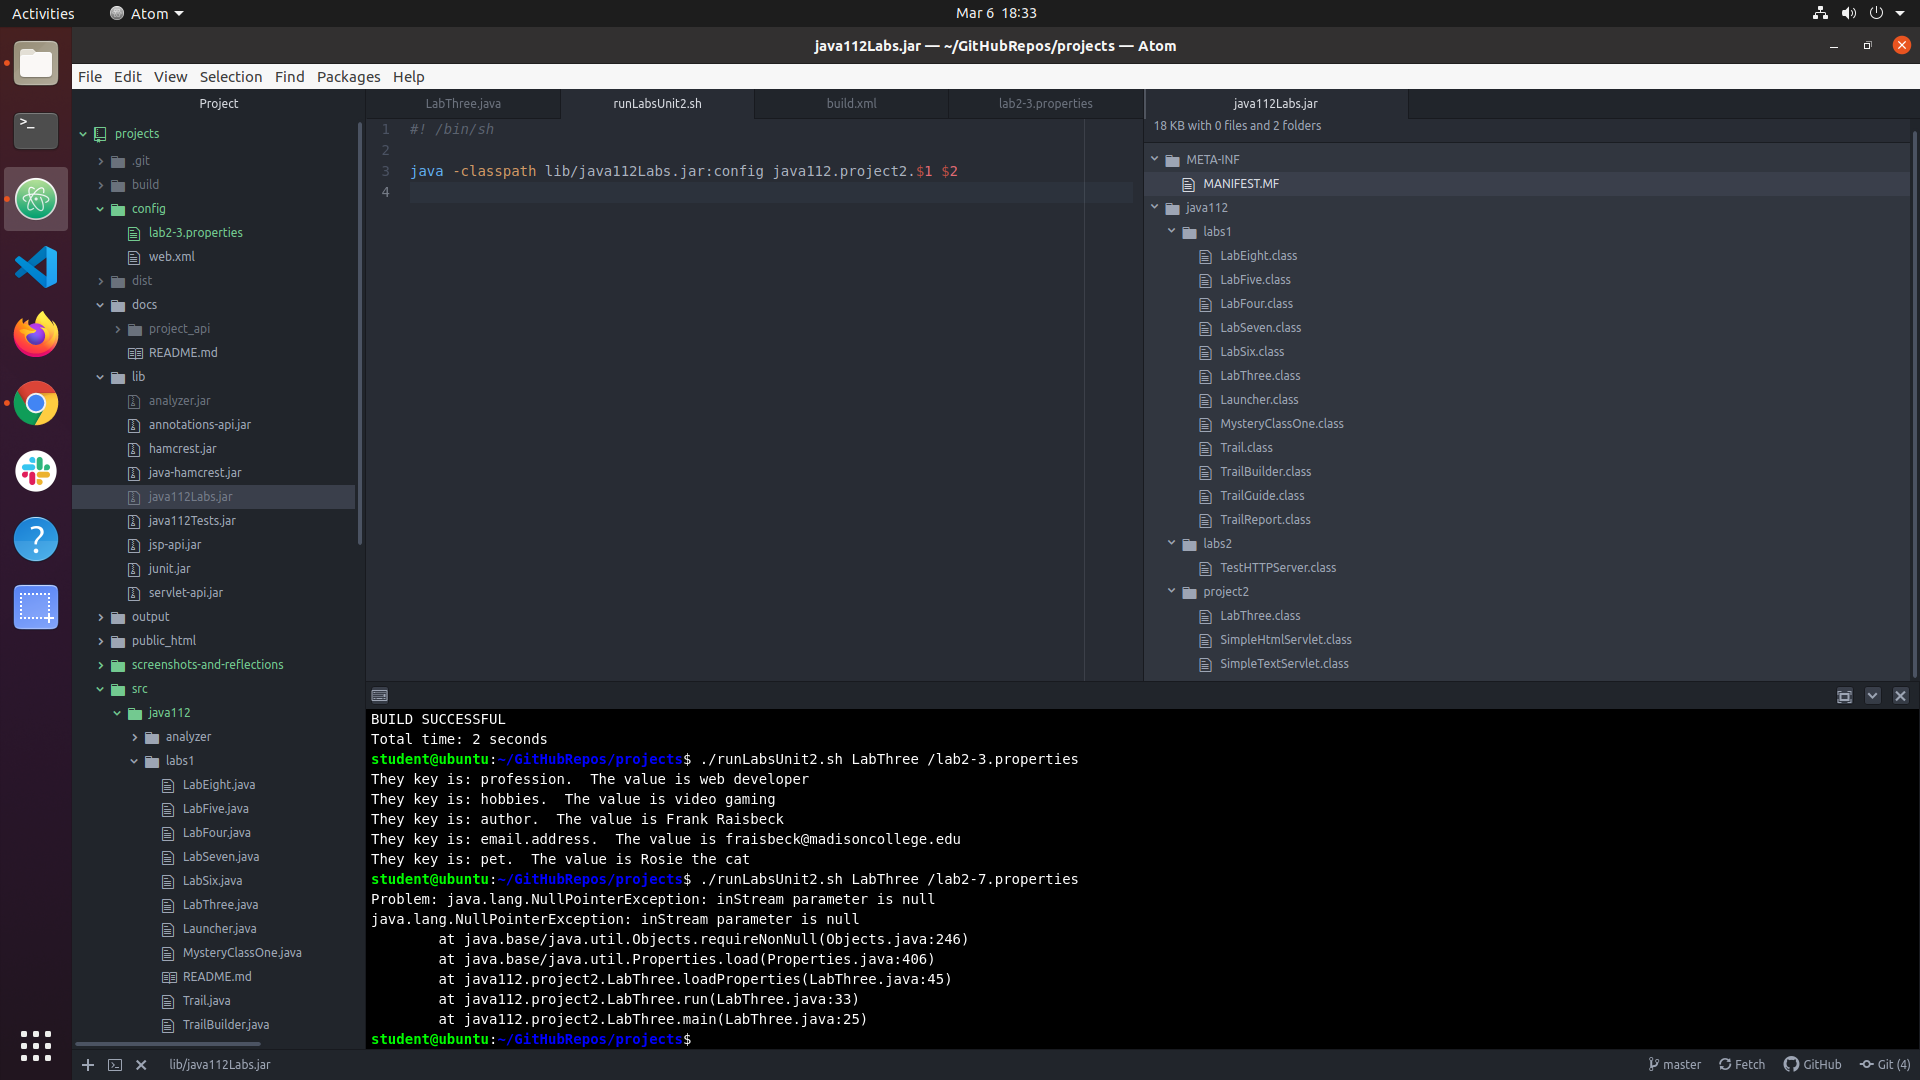 Activities
Atom
Mar 6 18:33
java112Labs.jar — ~/GitHubRepos/projects — Atom
File Edit View Selection Find Packages Help
Project
projects
.git
build
config
lab2-3.properties
web.xml
dist
docs
project_api
README.md
lib
analyzer.jar
annotations-api.jar
hamcrest.jar
java-hamcrest.jar
java112Labs.jar
java112Tests.jar
jsp-api.jar
junit.jar
servlet-api.jar
output
public_html
screenshots-and-reflections
src
java112
analyzer
labs1
LabEight.java
LabFive.java
LabFour.java
LabSeven.java
LabSix.java
LabThree.java
Launcher.java
MysteryClassOne.java
README.md
Trail.java
TrailBuilder.java
LabThree.java
runLabsUnit2.sh
build.xml
lab2-3.properties
java112Labs.jar
1 #! /bin/sh
2
3 java -classpath lib/java112Labs.jar:config java112.project2.$1 $2
4
18 KB with 0 files and 2 folders
META-INF
MANIFEST.MF
java112
labs1
LabEight.class
LabFive.class
LabFour.class
LabSeven.class
LabSix.class
LabThree.class
Launcher.class
MysteryClassOne.class
Trail.class
TrailBuilder.class
TrailGuide.class
TrailReport.class
labs2
TestHTTPServer.class
project2
LabThree.class
SimpleHtmlServlet.class
SimpleTextServlet.class
BUILD SUCCESSFUL
Total time: 2 seconds
student@ubuntu:~/GitHubRepos/projects$ ./runLabsUnit2.sh LabThree /lab2-3.properties
They key is: profession.  The value is web developer
They key is: hobbies.  The value is video gaming
They key is: author.  The value is Frank Raisbeck
They key is: email.address.  The value is fraisbeck@madisoncollege.edu
They key is: pet.  The value is Rosie the cat
student@ubuntu:~/GitHubRepos/projects$ ./runLabsUnit2.sh LabThree /lab2-7.properties
Problem: java.lang.NullPointerException: inStream parameter is null
java.lang.NullPointerException: inStream parameter is null
        at java.base/java.util.Objects.requireNonNull(Objects.java:246)
        at java.base/java.util.Properties.load(Properties.java:406)
        at java112.project2.LabThree.loadProperties(LabThree.java:45)
        at java112.project2.LabThree.run(LabThree.java:33)
        at java112.project2.LabThree.main(LabThree.java:25)
student@ubuntu:~/GitHubRepos/projects$
lib/java112Labs.jar
master
Fetch
GitHub
Git (4)